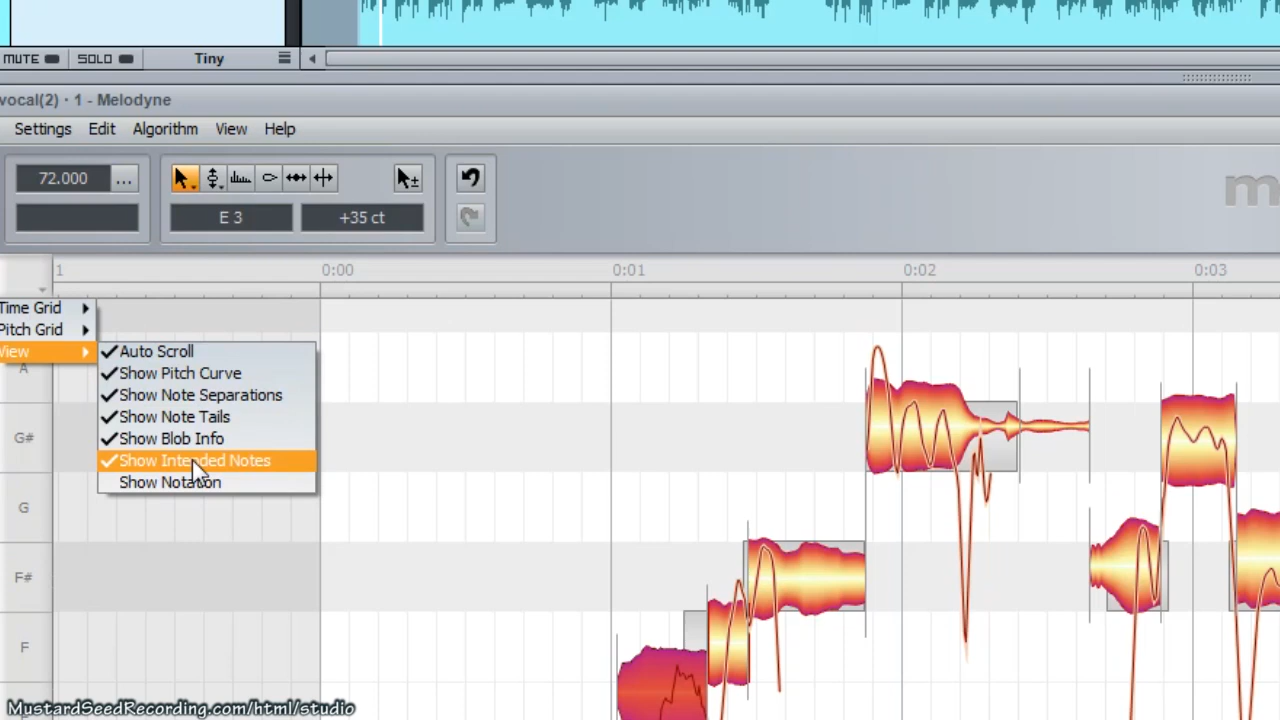 MUTE SOLO Tiny
vocal(2) · 1 - Melodyne
Settings Edit Algorithm View Help
72.000 ...
E 3 +35 ct
m
1 0:00 0:01 0:02 0:03
Time Grid
Pitch Grid
View
Auto Scroll
Show Pitch Curve
Show Note Separations
Show Note Tails
Show Blob Info
Show Intended Notes
Show Notation
A
G#
G
F#
F
MustardSeedRecording.com/html/studio